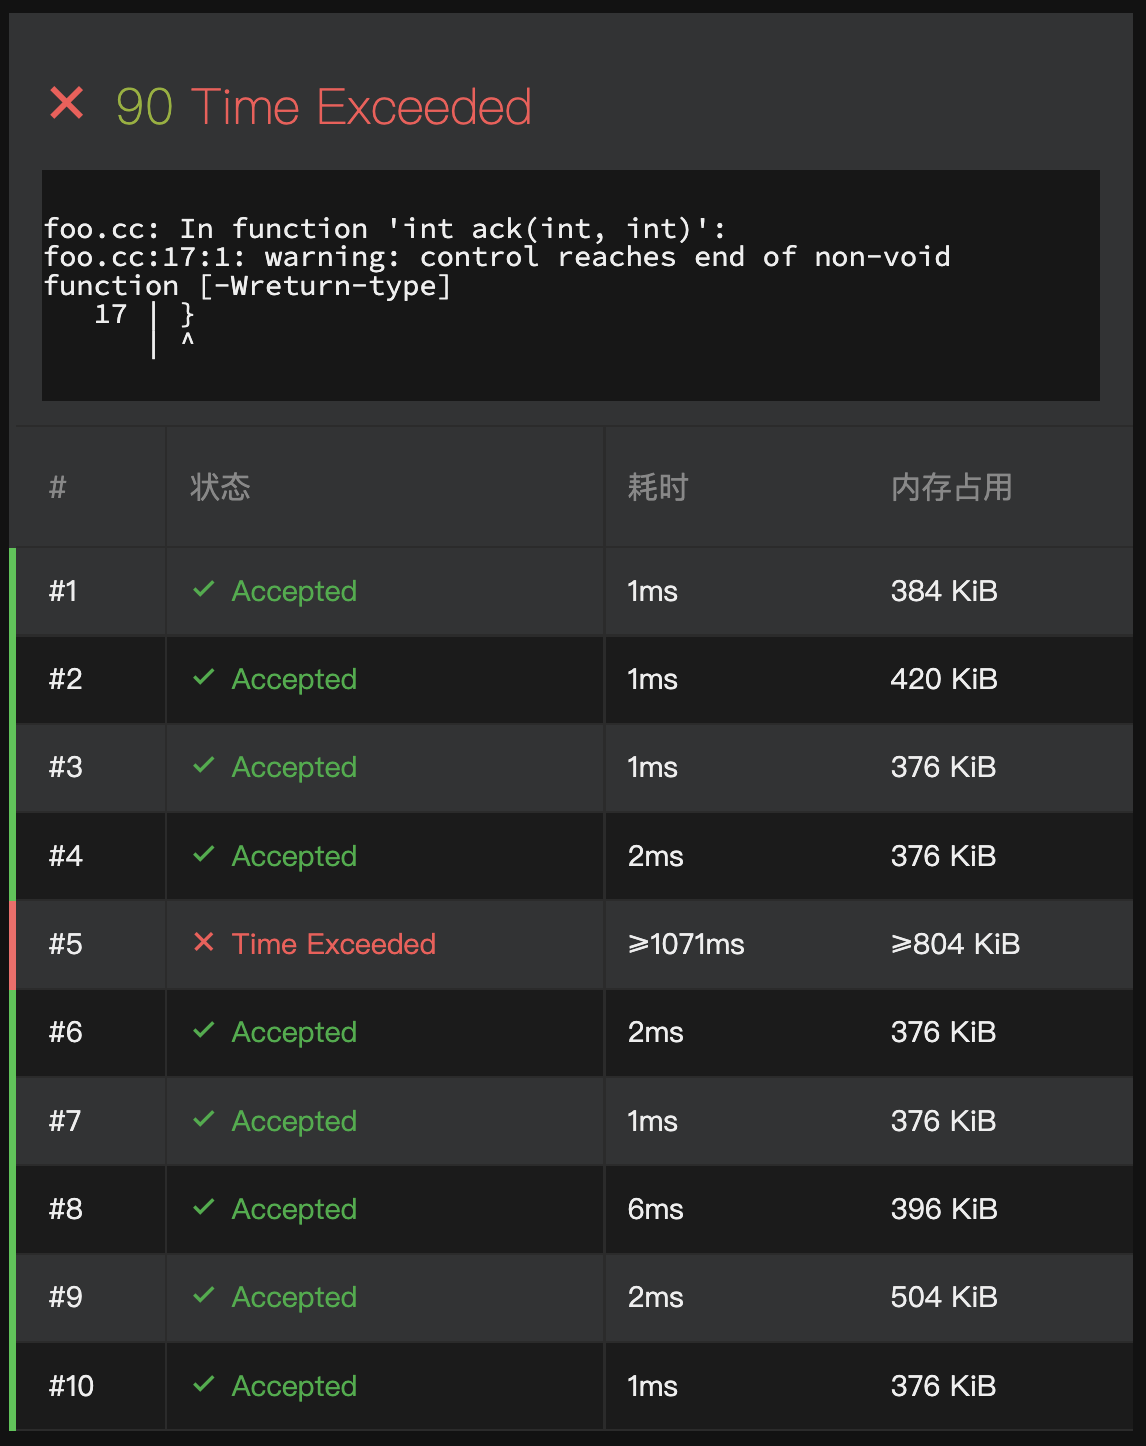 90 Time Exceeded
foo.cc: In function 'int ack(int, int)':
foo.cc:17:1: warning: control reaches end of non-void
function [-Wreturn-type]
   17 | }
      | ^
# 状态 耗时 内存占用
#1 Accepted 1ms 384 KiB
#2 Accepted 1ms 420 KiB
#3 Accepted 1ms 376 KiB
#4 Accepted 2ms 376 KiB
#5 Time Exceeded ⩾1071ms ⩾804 KiB
#6 Accepted 2ms 376 KiB
#7 Accepted 1ms 376 KiB
#8 Accepted 6ms 396 KiB
#9 Accepted 2ms 504 KiB
#10 Accepted 1ms 376 KiB